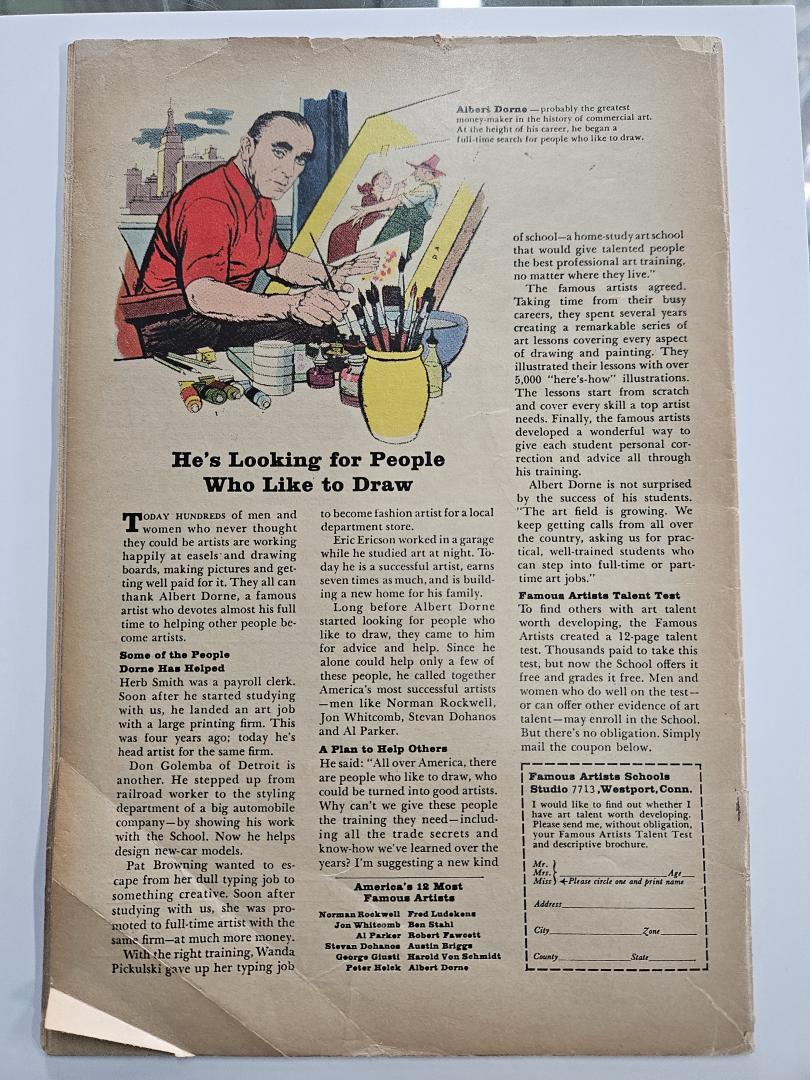 Albert Dorne — probably the greatest
money-maker in the history of commercial art.
At the height of his career, he began a
full-time search for people who like to draw.
He's Looking for People
Who Like to Draw
TODAY HUNDREDS of men and
women who never thought
they could be artists are working
happily at easels and drawing
boards, making pictures and get-
ting well paid for it. They all can
thank Albert Dorne, a famous
artist who devotes almost his full
time to helping other people be-
come artists.
Some of the People
Dorne Has Helped
Herb Smith was a payroll clerk.
Soon after he started studying
with us, he landed an art job
with a large printing firm. This
was four years ago; today he's
head artist for the same firm.
Don Golemba of Detroit is
another. He stepped up from
railroad worker to the styling
department of a big automobile
company—by showing his work
with the School. Now he helps
design new-car models.
Pat Browning wanted to es-
cape from her dull typing job to
something creative. Soon after
studying with us, she was pro-
moted to full-time artist with the
same firm—at much more money.
With the right training, Wanda
Pickulski gave up her typing job
to become fashion artist for a local
department store.
Eric Ericson worked in a garage
while he studied art at night. To-
day he is a successful artist, earns
seven times as much, and is build-
ing a new home for his family.
Long before Albert Dorne
started looking for people who
like to draw, they came to him
for advice and help. Since he
alone could help only a few of
these people, he called together
America's most successful artists
—men like Norman Rockwell,
Jon Whitcomb, Stevan Dohanos
and Al Parker.
A Plan to Help Others
He said: "All over America, there
are people who like to draw, who
could be turned into good artists.
Why can't we give these people
the training they need—includ-
ing all the trade secrets and
know-how we've learned over the
years? I'm suggesting a new kind
America's 12 Most
Famous Artists
Norman Rockwell Fred Ludekens
Jon Whitcomb Ben Stahl
Al Parker Robert Fawcett
Stevan Dohanos Austin Briggs
George Giusti Harold Von Schmidt
Peter Helck Albert Dorne
of school—a home-study art school
that would give talented people
the best professional art training,
no matter where they live."
The famous artists agreed.
Taking time from their busy
careers, they spent several years
creating a remarkable series of
art lessons covering every aspect
of drawing and painting. They
illustrated their lessons with over
5,000 "here's-how" illustrations.
The lessons start from scratch
and cover every skill a top artist
needs. Finally, the famous artists
developed a wonderful way to
give each student personal cor-
rection and advice all through
his training.
Albert Dorne is not surprised
by the success of his students.
"The art field is growing. We
keep getting calls from all over
the country, asking us for prac-
tical, well-trained students who
can step into full-time or part-
time art jobs."
Famous Artists Talent Test
To find others with art talent
worth developing, the Famous
Artists created a 12-page talent
test. Thousands paid to take this
test, but now the School offers it
free and grades it free. Men and
women who do well on the test—
or can offer other evidence of art
talent—may enroll in the School.
But there's no obligation. Simply
mail the coupon below.
Famous Artists Schools
Studio 7713, Westport, Conn.
I would like to find out whether I
have art talent worth developing.
Please send me, without obligation,
your Famous Artists Talent Test
and descriptive brochure.
Mr.
Mrs. Age
Miss ←Please circle one and print name
Address
City Zone
County State